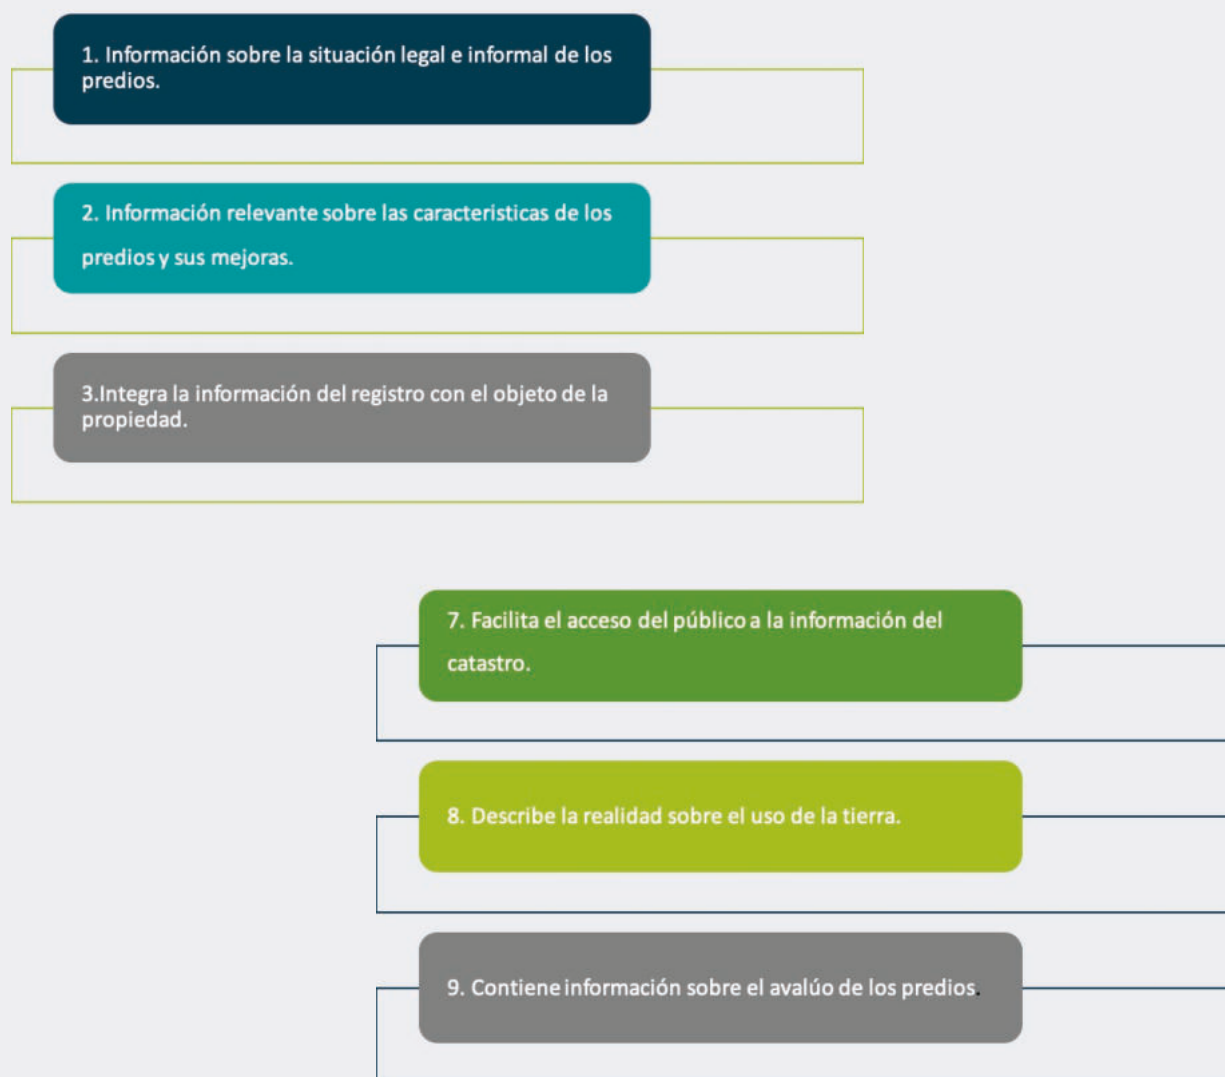 1. Información sobre la situación legal e informal de los
predios.
2. Información relevante sobre las caracteristicas de los
predios y sus mejoras.
3.Integra la información del registro con el objeto de la
propiedad.
7. Facilita el acceso del público a la información del
catastro.
8. Describe la realidad sobre el uso de la tierra.
9. Contiene información sobre el avalúo de los predios.